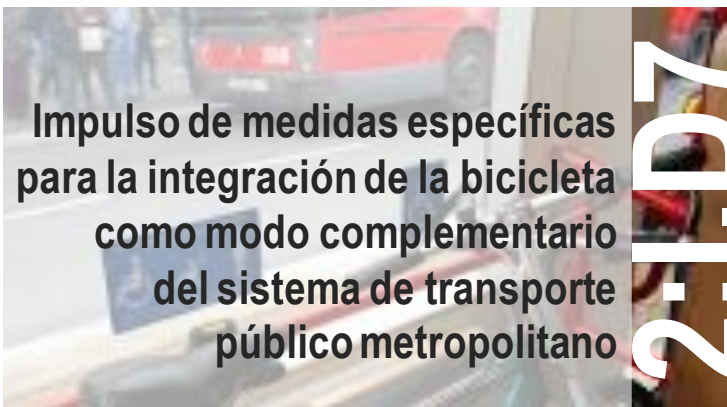 Impulso de medidas específicas
para la integración de la bicicleta
como modo complementario
del sistema de transporte
público metropolitano
2.I.D7